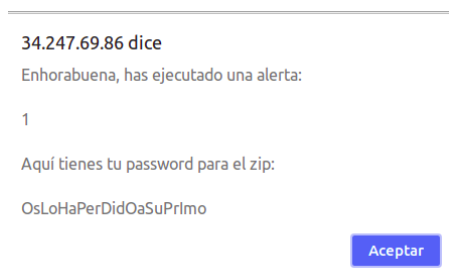 34.247.69.86 dice
Enhorabuena, has ejecutado una alerta:
1
Aquí tienes tu password para el zip:
OsLoHaPerDidOaSuPrImo
Aceptar